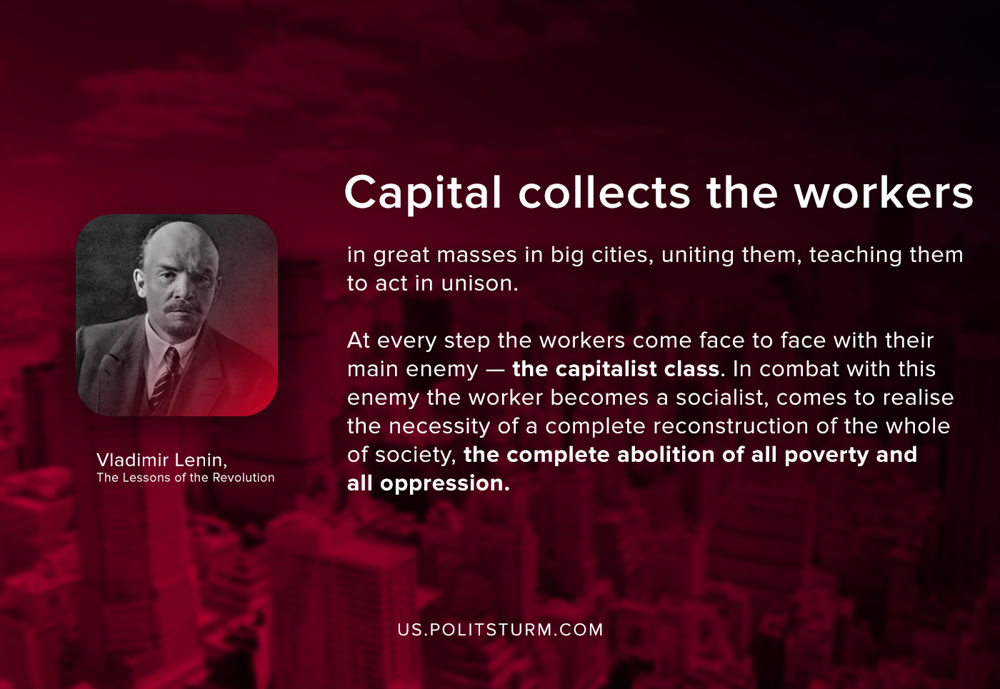 Capital collects the workers
in great masses in big cities, uniting them, teaching them
to act in unison.
At every step the workers come face to face with their
main enemy — the capitalist class. In combat with this
enemy the worker becomes a socialist, comes to realise
the necessity of a complete reconstruction of the whole
of society, the complete abolition of all poverty and
all oppression.
Vladimir Lenin,
The Lessons of the Revolution
US.POLITSTURM.COM